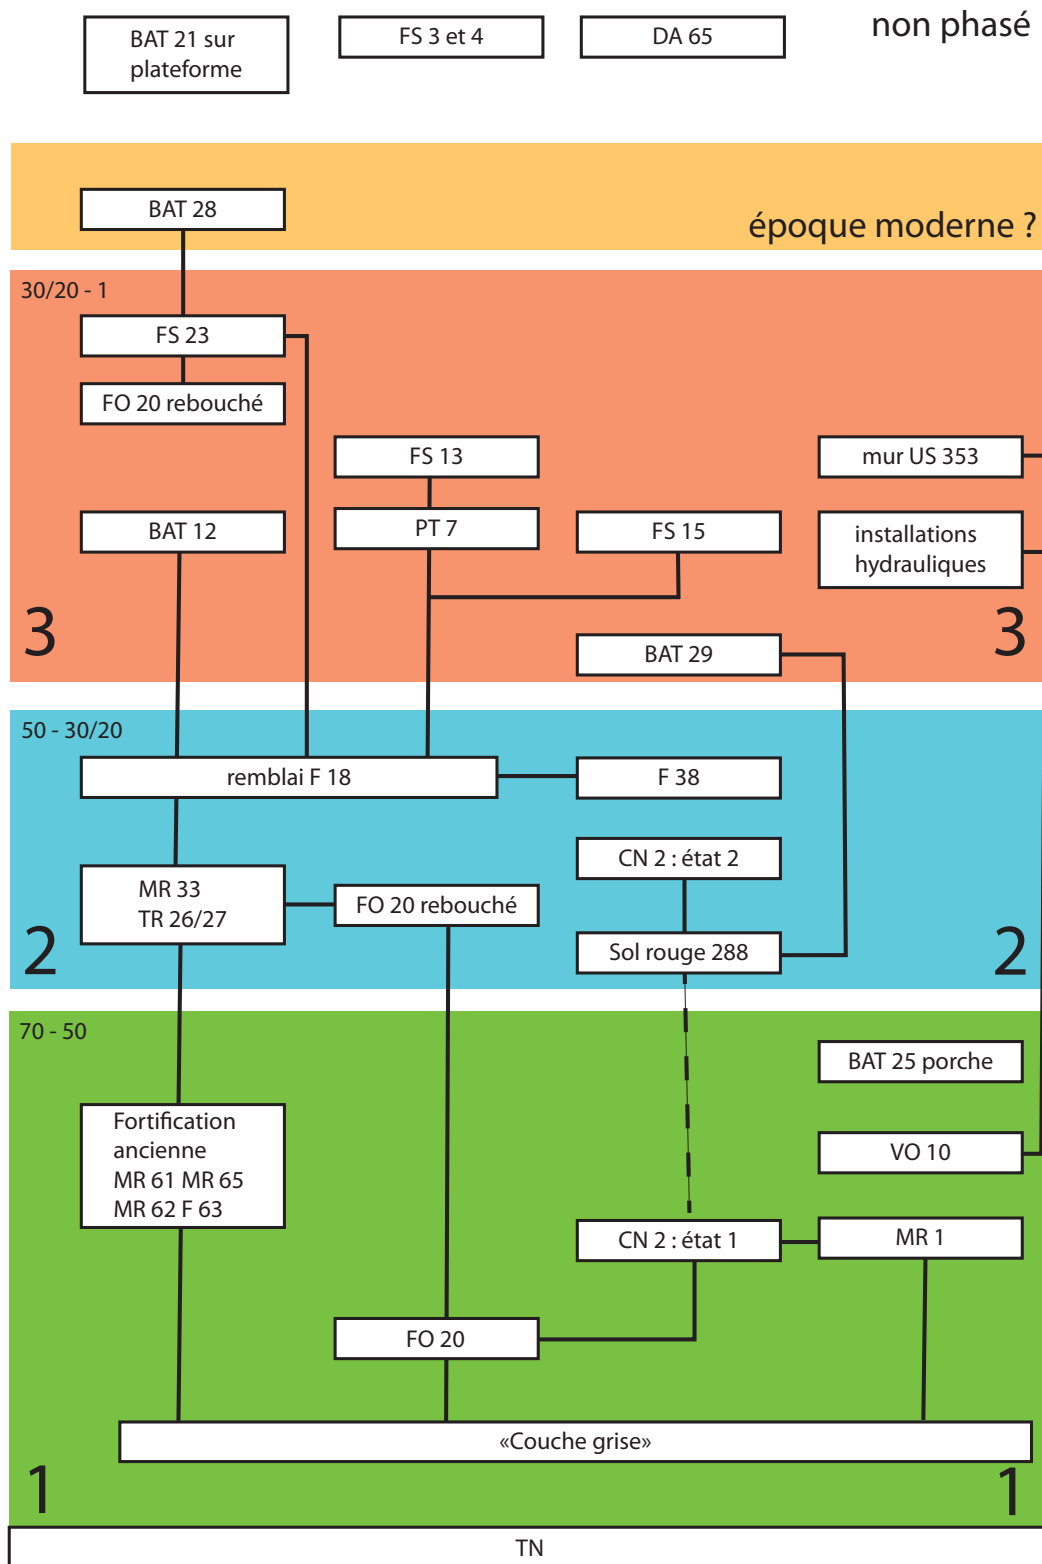 BAT 21 sur
plateforme
FS 3 et 4
DA 65
non phasé
BAT 28
époque moderne ?
30/20 - 1
FS 23
FO 20 rebouché
FS 13
mur US 353
BAT 12
PT 7
FS 15
installations
hydrauliques
3
3
BAT 29
50 - 30/20
remblai F 18
F 38
CN 2 : état 2
MR 33
TR 26/27
FO 20 rebouché
2
Sol rouge 288
2
70 - 50
BAT 25 porche
Fortification
ancienne
MR 61 MR 65
MR 62 F 63
VO 10
CN 2 : état 1
MR 1
FO 20
«Couche grise»
1
1
TN